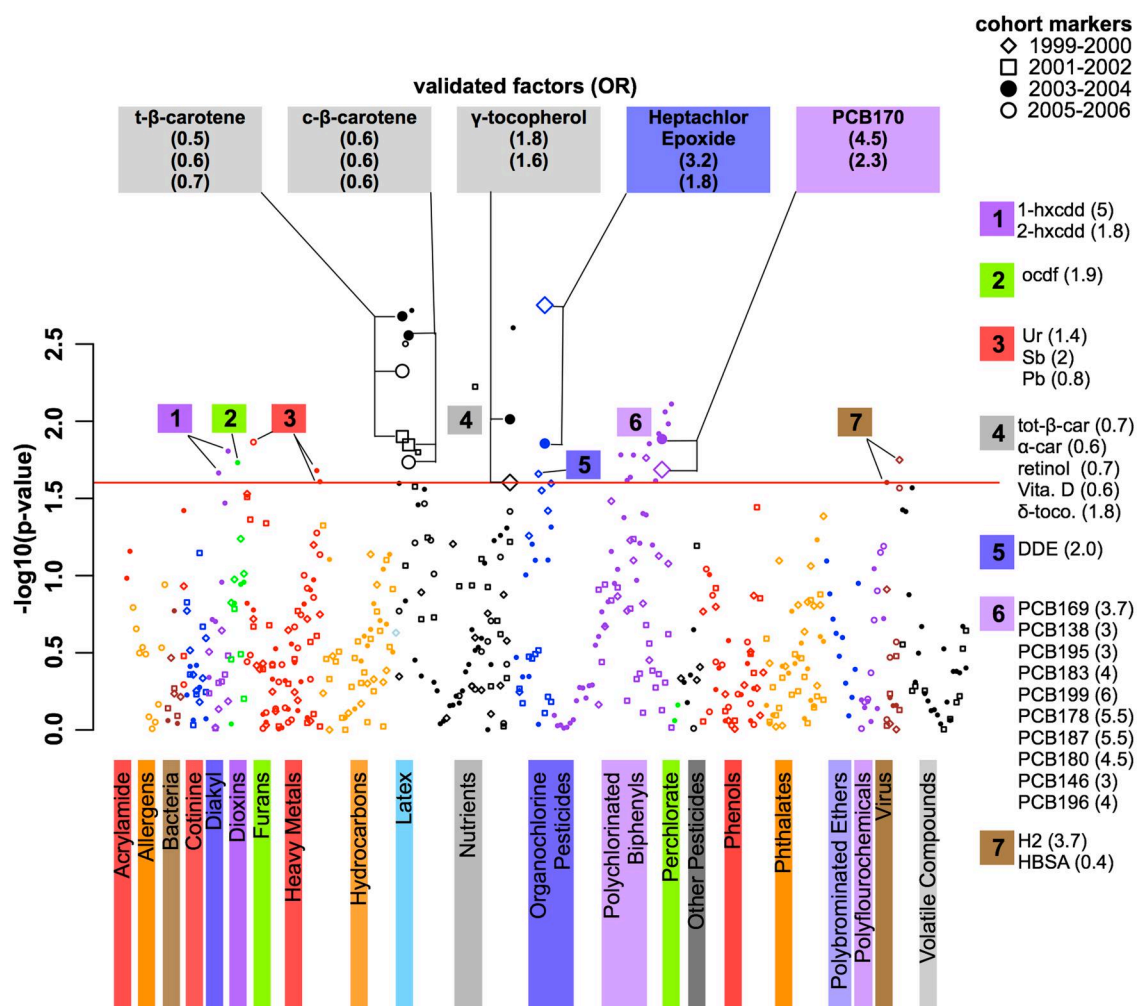 cohort markers
1999-2000
2001-2002
2003-2004
2005-2006
validated factors (OR)
t-β-carotene
(0.5)
(0.6)
(0.7)
c-β-carotene
(0.6)
(0.6)
(0.6)
γ-tocopherol
(1.8)
(1.6)
Heptachlor
Epoxide
(3.2)
(1.8)
PCB170
(4.5)
(2.3)
1
1-hxcdd (5)
2-hxcdd (1.8)
2
ocdf (1.9)
3
Ur (1.4)
Sb (2)
Pb (0.8)
4
tot-β-car (0.7)
α-car (0.6)
retinol (0.7)
Vita. D (0.6)
δ-toco. (1.8)
5
DDE (2.0)
6
PCB169 (3.7)
PCB138 (3)
PCB195 (3)
PCB183 (4)
PCB199 (6)
PCB178 (5.5)
PCB187 (5.5)
PCB180 (4.5)
PCB146 (3)
PCB196 (4)
7
H2 (3.7)
HBSA (0.4)
-log10(p-value)
2.5
2.0
1.5
1.0
0.5
0.0
1
2
3
4
5
6
7
Acrylamide
Allergens
Bacteria
Cotinine
Diakyl
Dioxins
Furans
Heavy Metals
Hydrocarbons
Latex
Nutrients
Organochlorine
Pesticides
Polychlorinated
Biphenyls
Perchlorate
Other Pesticides
Phenols
Phthalates
Polybrominated Ethers
Polyflourochemicals
Virus
Volatile Compounds